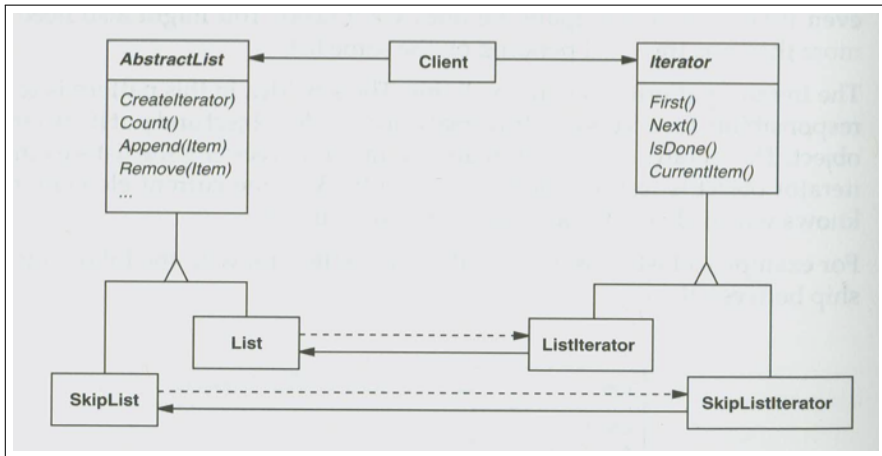 AbstractList
CreateIterator)
Count()
Append(Item)
Remove(Item)
...
Client
Iterator
First()
Next()
IsDone()
CurrentItem()
List
ListIterator
SkipList
SkipListIterator